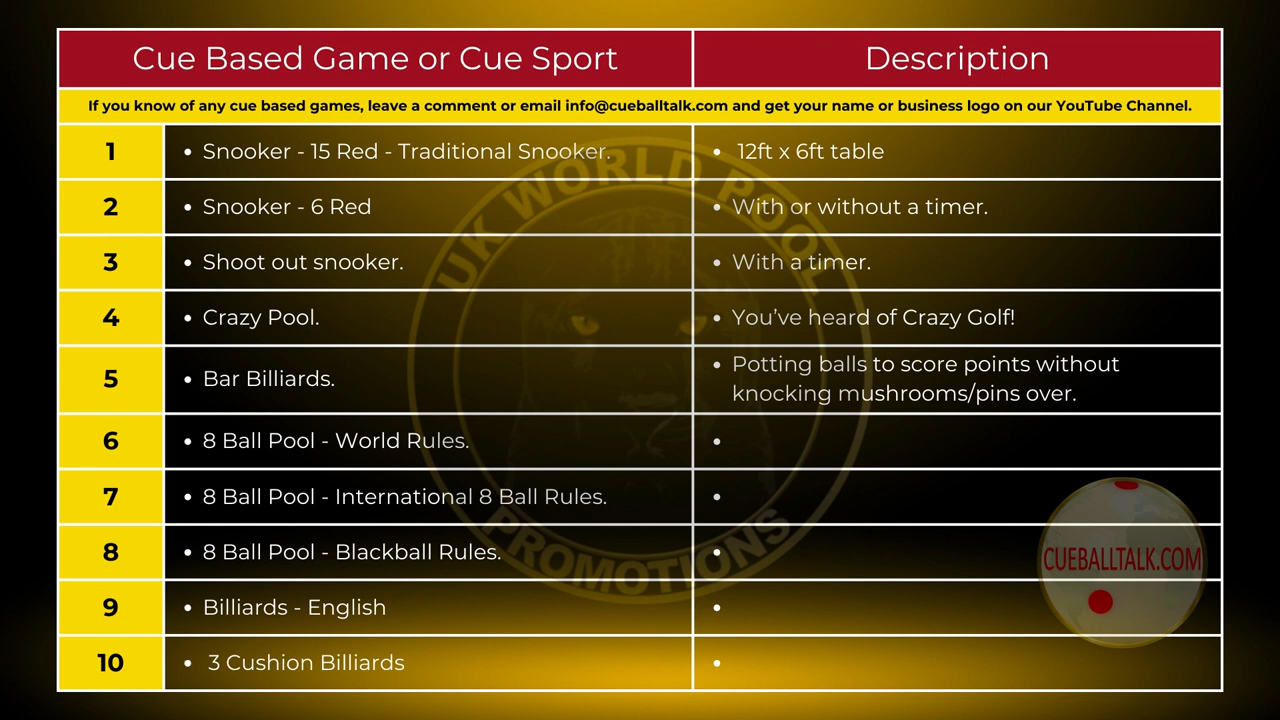 Cue Based Game or Cue Sport
Description
If you know of any cue based games, leave a comment or email info@cueballtalk.com and get your name or business logo on our YouTube Channel.
1
• Snooker - 15 Red - Traditional Snooker.
• 12ft x 6ft table
2
• Snooker - 6 Red
• With or without a timer.
3
• Shoot out snooker.
• With a timer.
4
• Crazy Pool.
• You’ve heard of Crazy Golf!
5
• Bar Billiards.
• Potting balls to score points without
knocking mushrooms/pins over.
6
• 8 Ball Pool - World Rules.
•
7
• 8 Ball Pool - International 8 Ball Rules.
•
8
• 8 Ball Pool - Blackball Rules.
•
9
• Billiards - English
•
10
• 3 Cushion Billiards
•
UK WORLD POOL
PROMOTIONS
CUEBALLTALK.COM